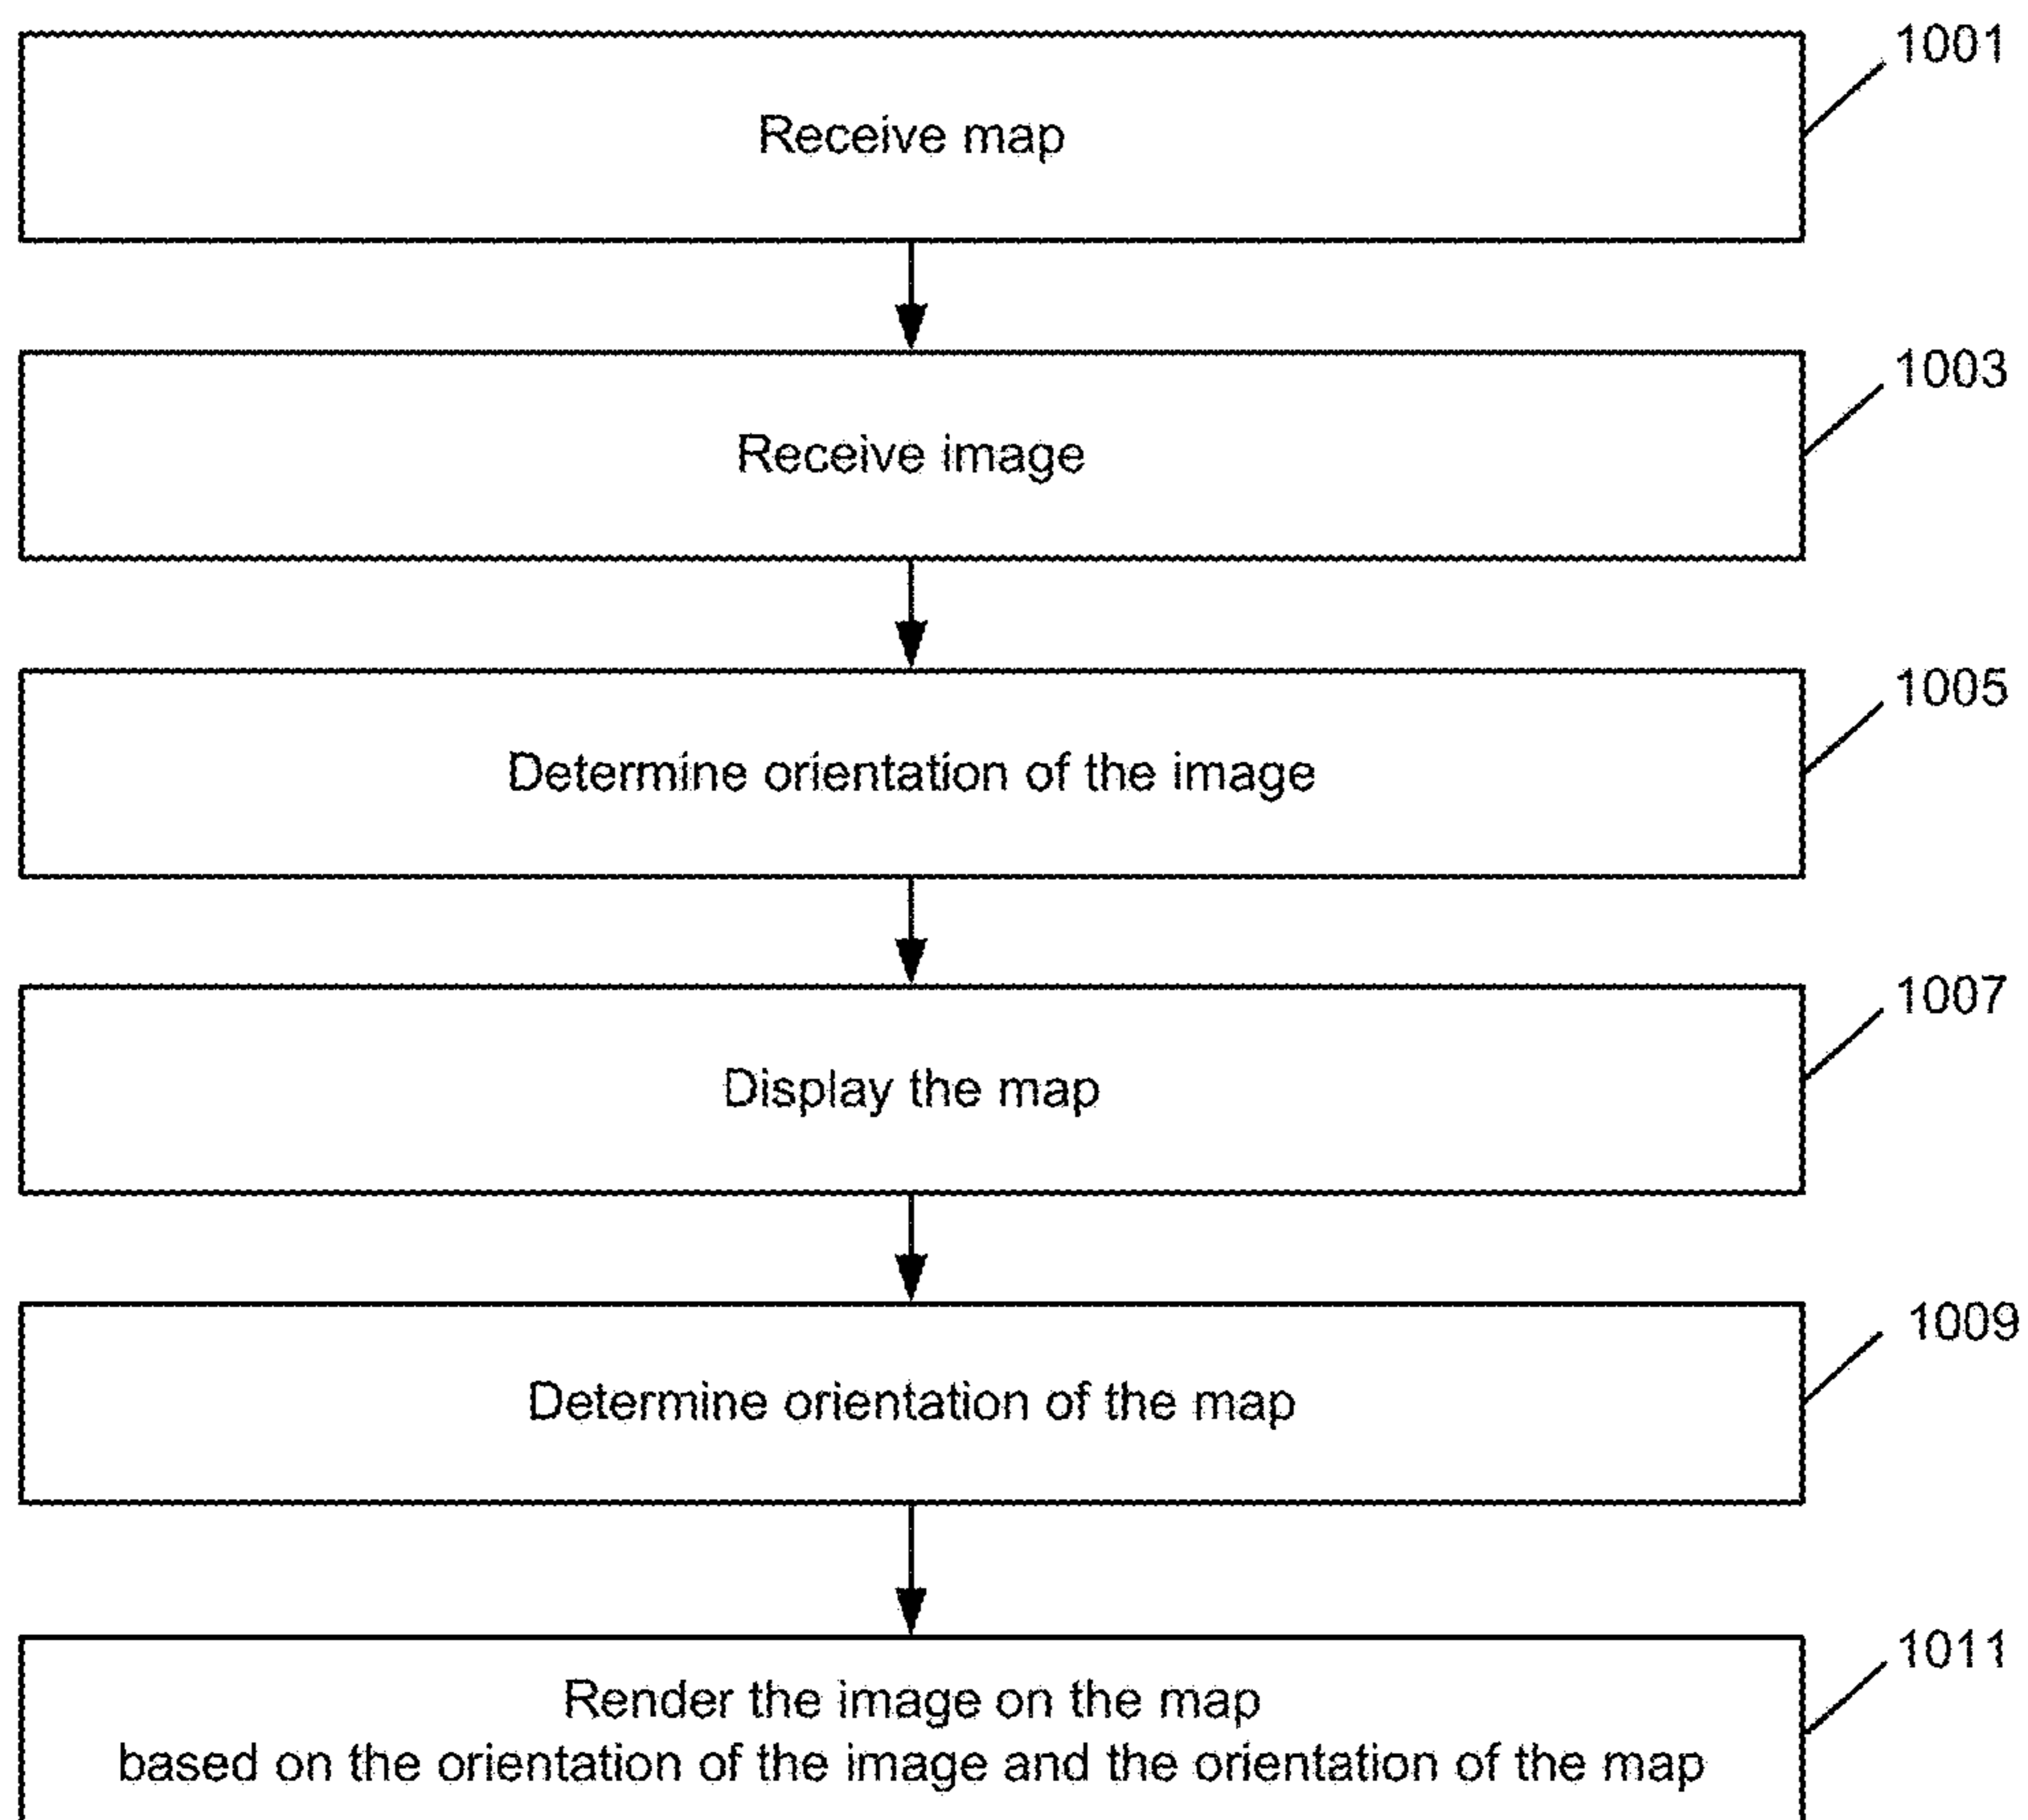 1001
Receive map
1003
Receive image
1005
Determine orientation of the image
1007
Display the map
1009
Determine orientation of the map
1011
Render the image on the map
based on the orientation of the image and the orientation of the map